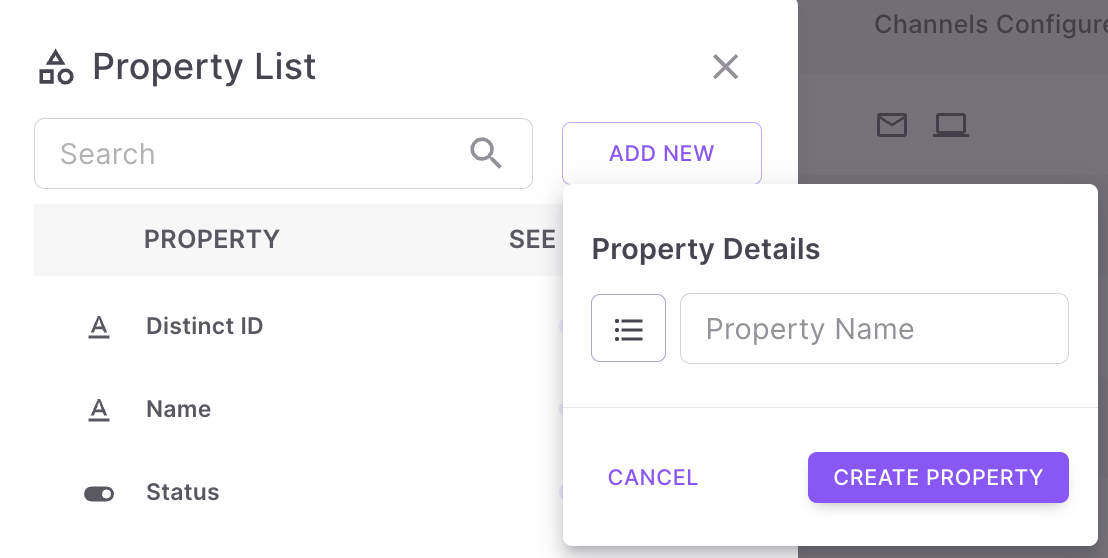 Channels Configure
Property List
Search
ADD NEW
PROPERTY
SEE
Property Details
Property Name
Distinct ID
Name
Status
CANCEL
CREATE PROPERTY